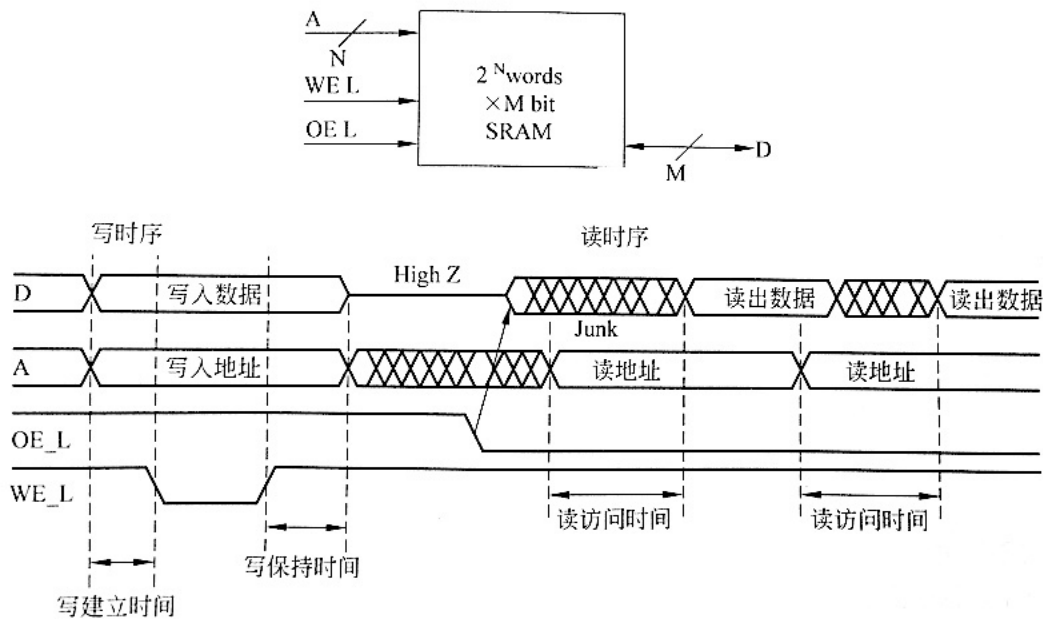 A
N
2 N words
WE L
×M bit
OE L
SRAM
D
M
写时序
读时序
High Z
D
写入数据
读出数据
读出数据
Junk
A
写入地址
读地址
读地址
OE_L
WE_L
读访问时间
读访问时间
写保持时间
写建立时间